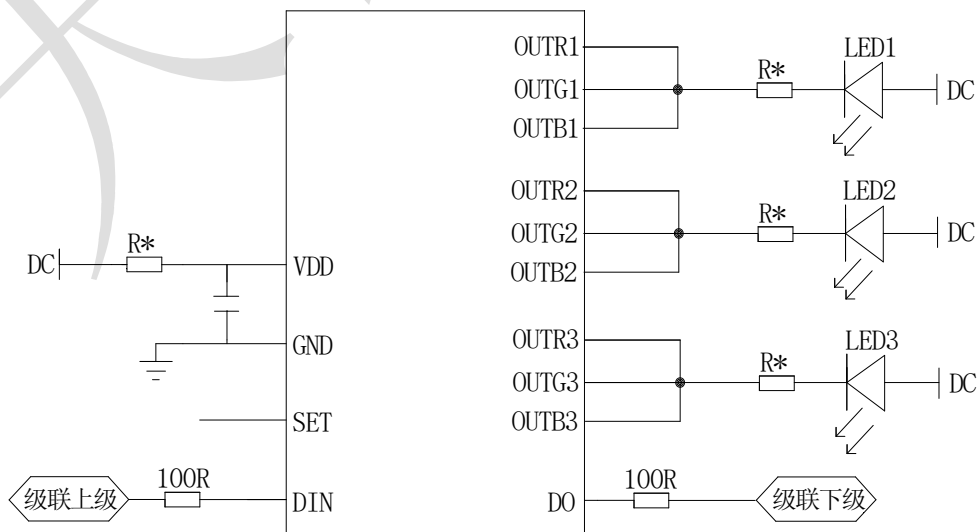 OUTR1
OUTG1
OUTB1
R*
LED1
DC
OUTR2
OUTG2
OUTB2
R*
LED2
DC
DC
R*
VDD
GND
OUTR3
OUTG3
OUTB3
R*
LED3
DC
SET
级联上级
100R
DIN
DO
100R
级联下级